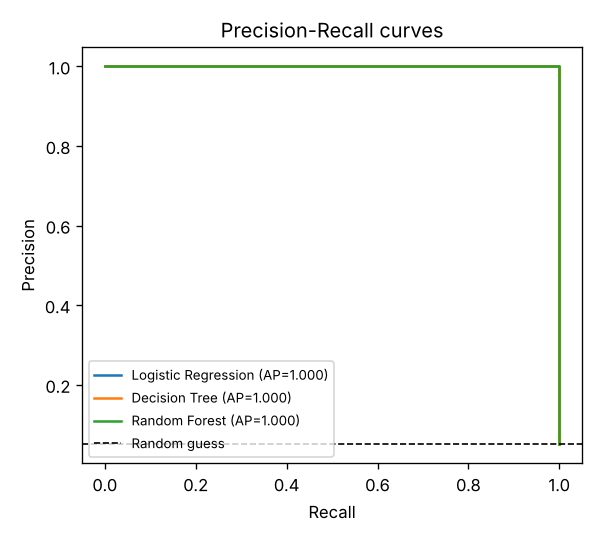 Precision-Recall curves
1.0
0.8
0.6
0.4
0.2
Precision
Logistic Regression (AP=1.000)
Decision Tree (AP=1.000)
Random Forest (AP=1.000)
Random guess
0.0 0.2 0.4 0.6 0.8 1.0
Recall